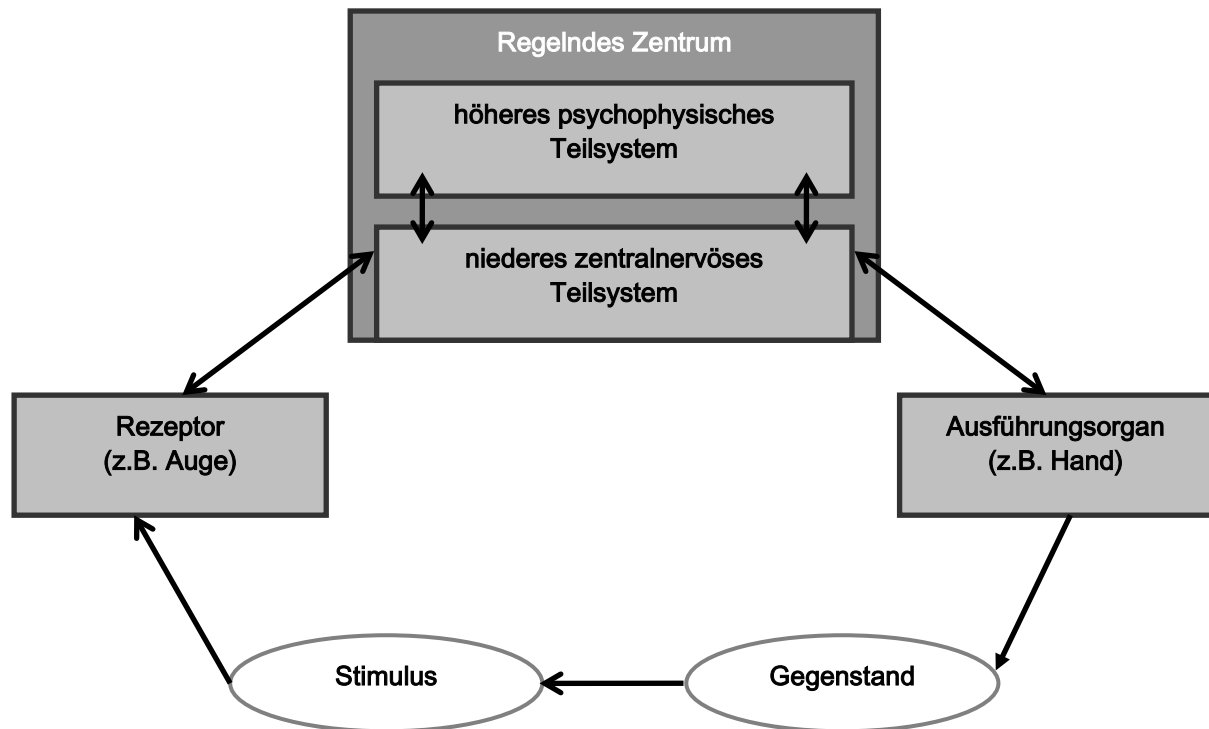 Regelndes Zentrum
höheres psychophysisches
Teilsystem
niederes zentralnervöses
Teilsystem
Rezeptor
(z.B. Auge)
Ausführungsorgan
(z.B. Hand)
Stimulus
Gegenstand